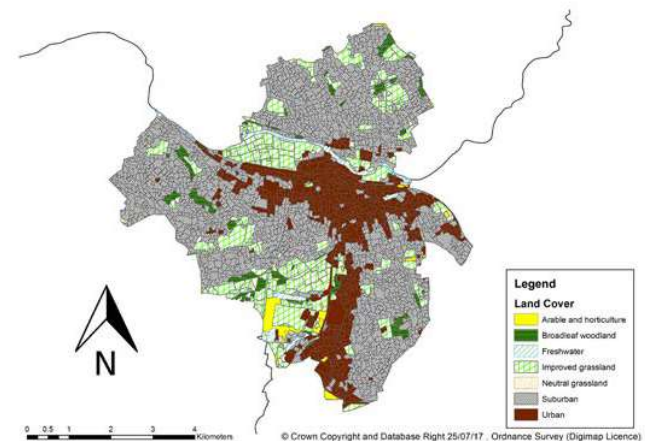 N
Legend
Land Cover
Arable and horticulture
Broadleaf woodland
Freshwater
Improved grassland
Neutral grassland
Suburban
Urban
0 0.5 1 2 3 4
Kilometers
© Crown Copyright and Database Right 25/07/17 . Ordnance Survey (Digimap Licence)